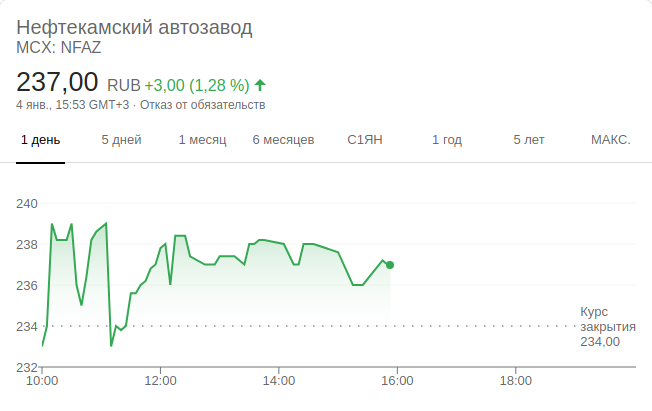 Нефтекамский автозавод
MCX: NFAZ
237,00 RUB +3,00 (1,28 %) ↑
4 янв., 15:53 GMT+3 · Отказ от обязательств
1 день 5 дней 1 месяц 6 месяцев С1ЯН 1 год 5 лет МАКС.
240
238
236
Курс
234 закрытия
234,00
232
10:00 12:00 14:00 16:00 18:00